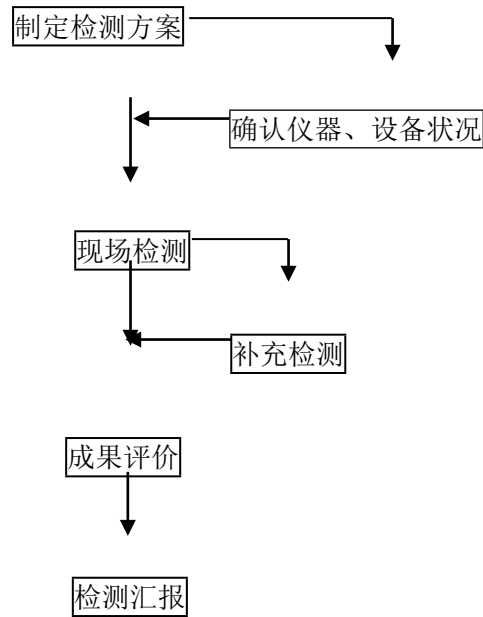 制定检测方案
确认仪器、设备状况
现场检测
补充检测
成果评价
检测汇报